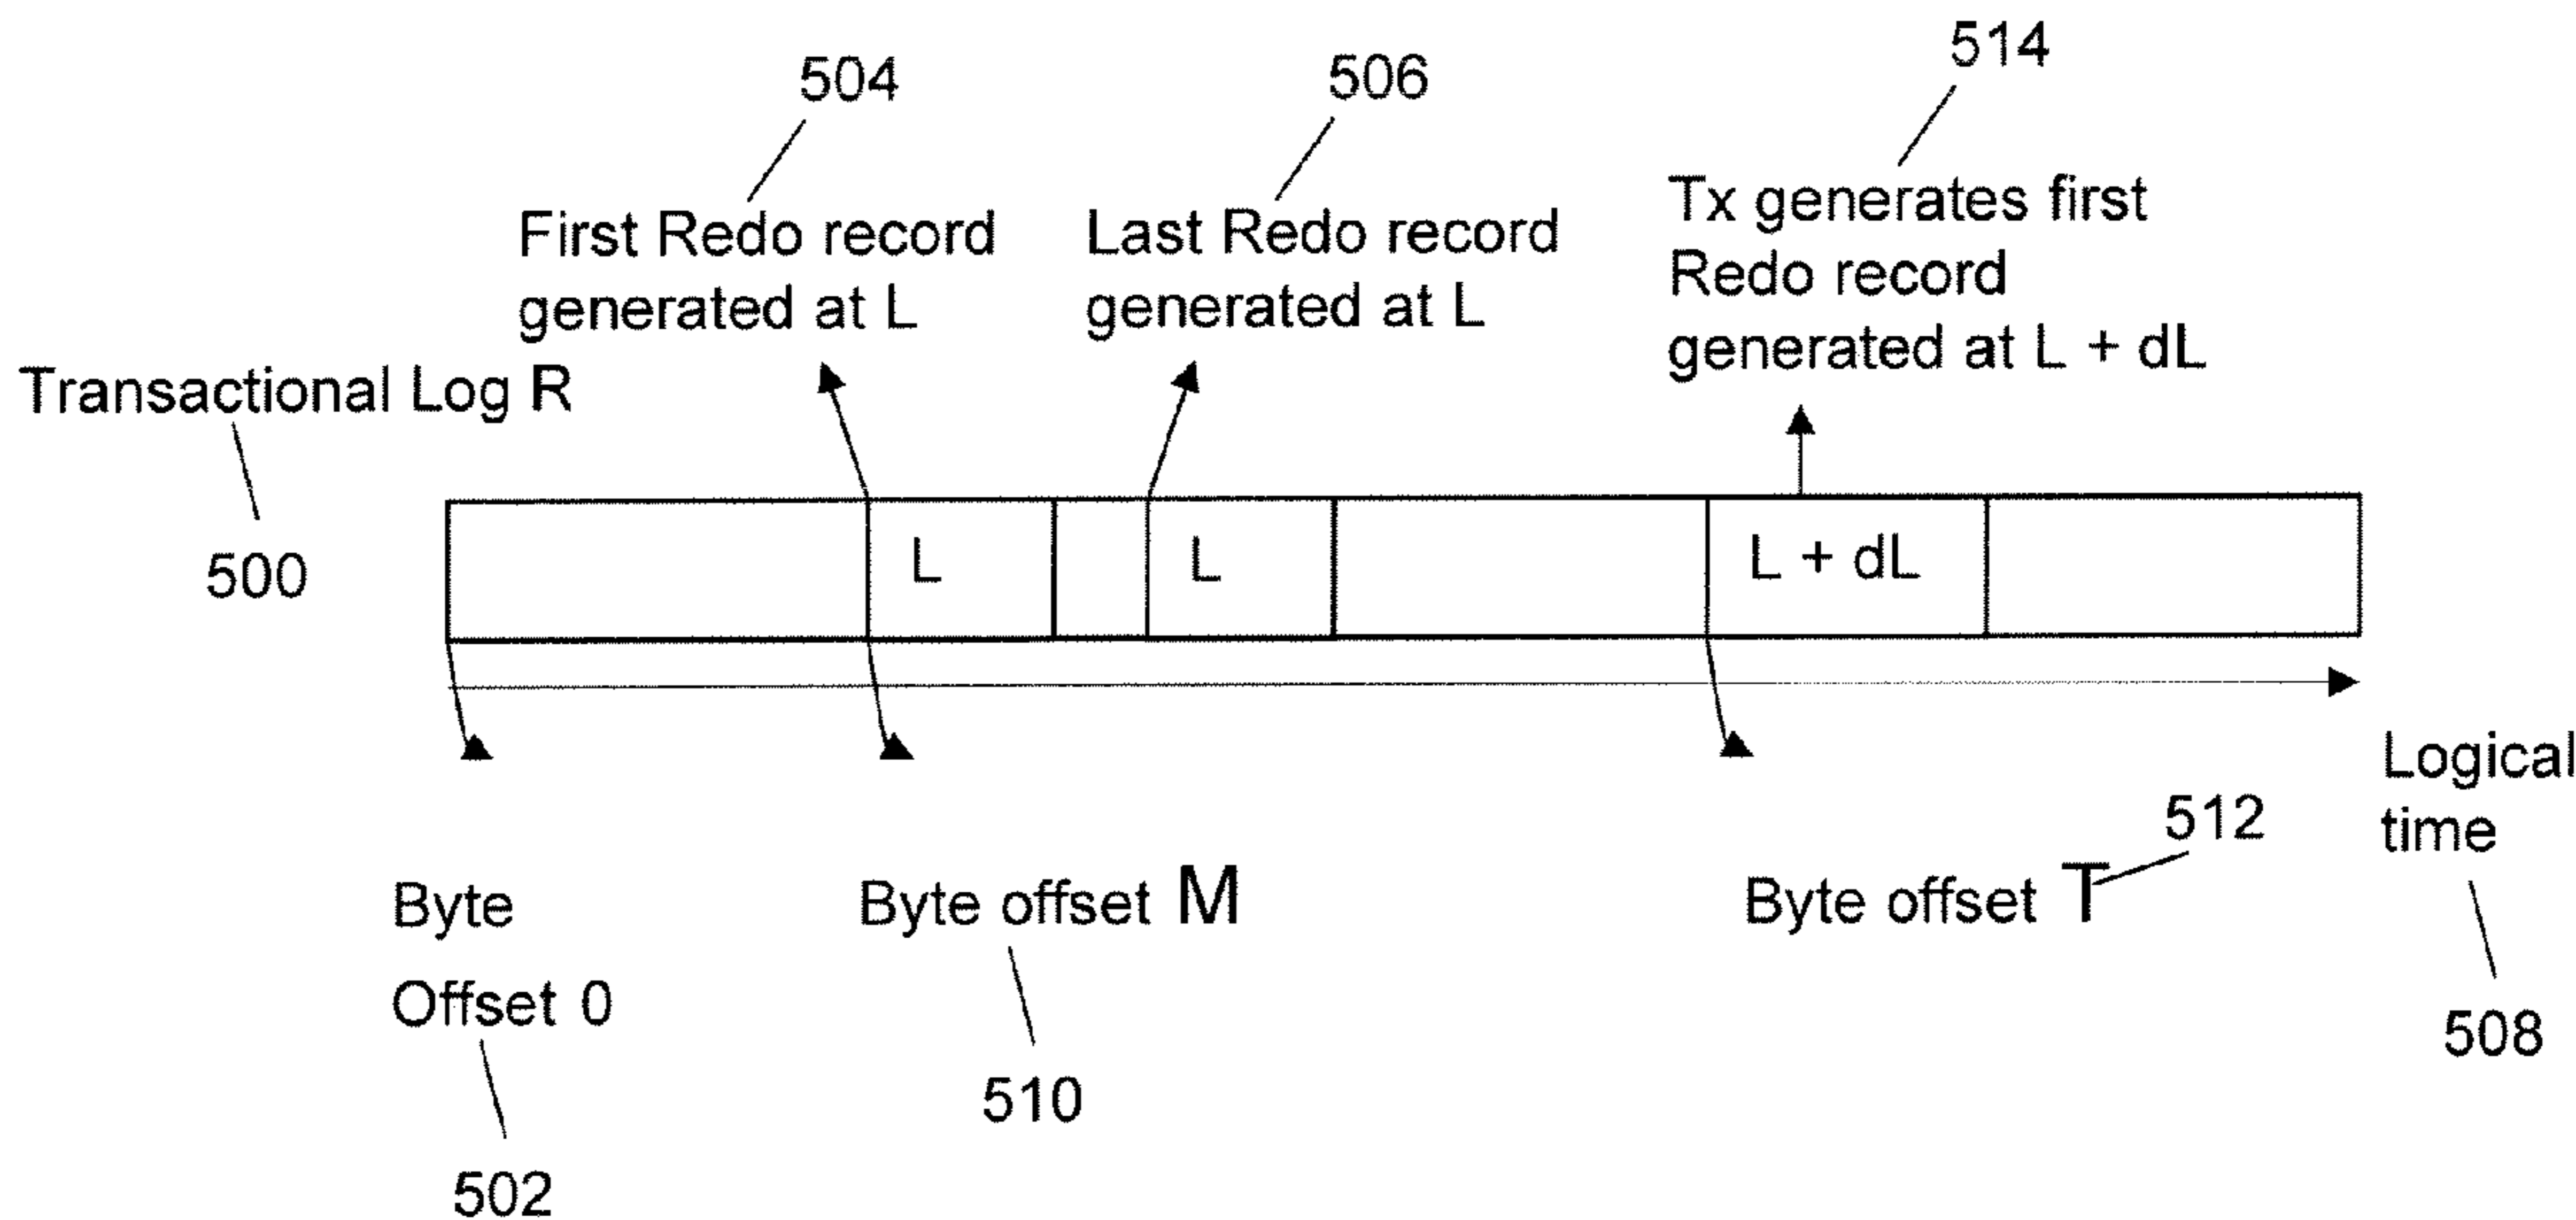 514
504
506
Tx generates first
Redo record
generated at L + dL
First Redo record
generated at L
Last Redo record
generated at L
Transactional Log R
500
L
L
L + dL
Logical
time
508
512
Byte
Offset 0
502
Byte offset M
510
Byte offset T